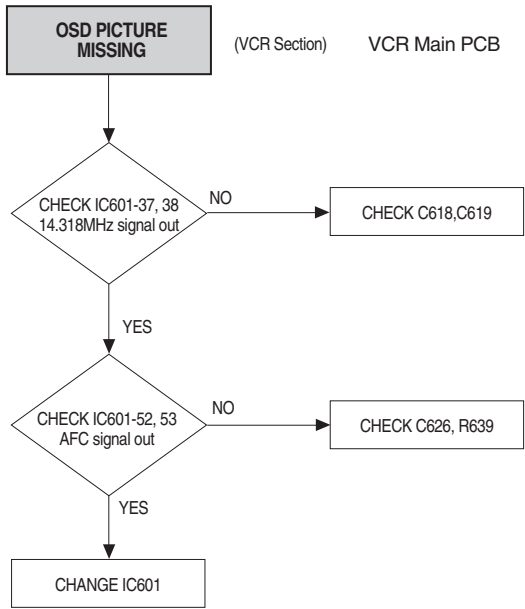 OSD PICTURE
MISSING
(VCR Section)
VCR Main PCB
CHECK IC601-37, 38
14.318MHz signal out
NO
CHECK C618,C619
YES
CHECK IC601-52, 53
AFC signal out
NO
CHECK C626, R639
YES
CHANGE IC601